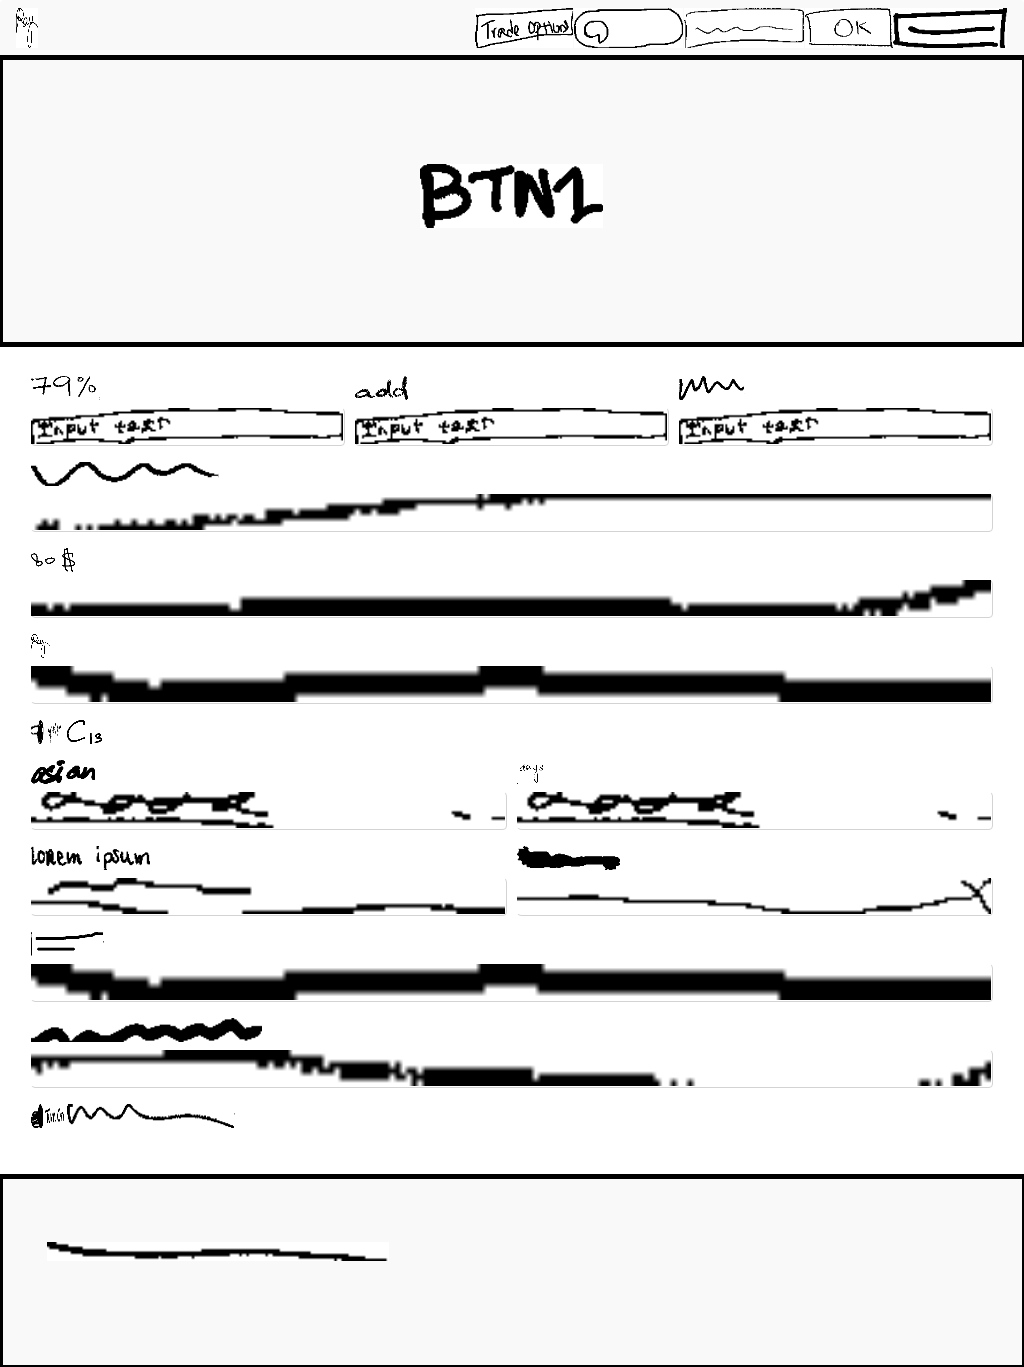 Trade options OK
BTN1
79% add
Input text Input text Input text
80$
C13
asian
lorem ipsum